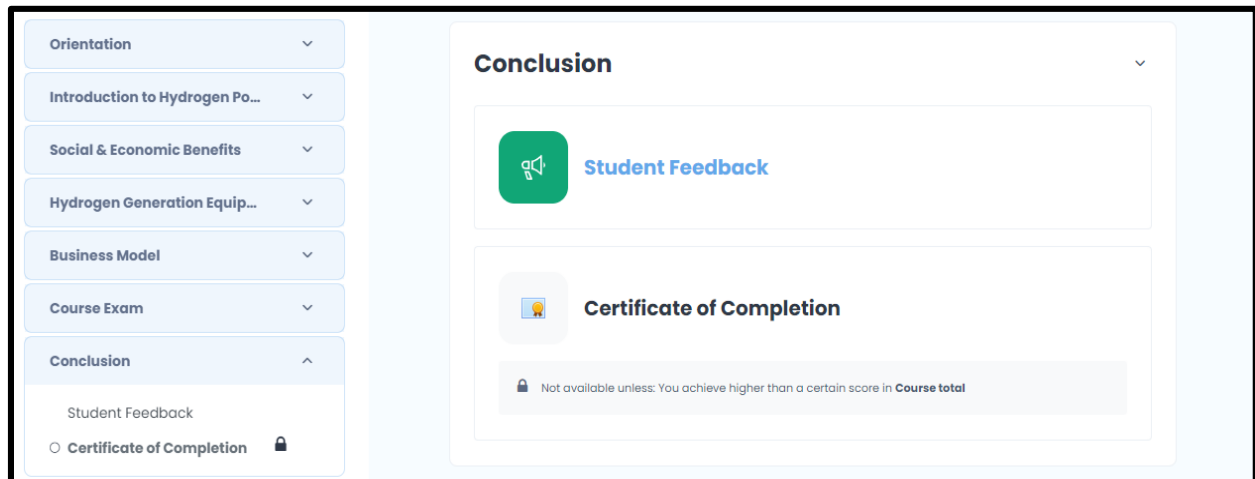 Orientation
Introduction to Hydrogen Po...
Social & Economic Benefits
Hydrogen Generation Equip...
Business Model
Course Exam
Conclusion
Student Feedback
Certificate of Completion
Conclusion
Student Feedback
Certificate of Completion
Not available unless: You achieve higher than a certain score in Course total